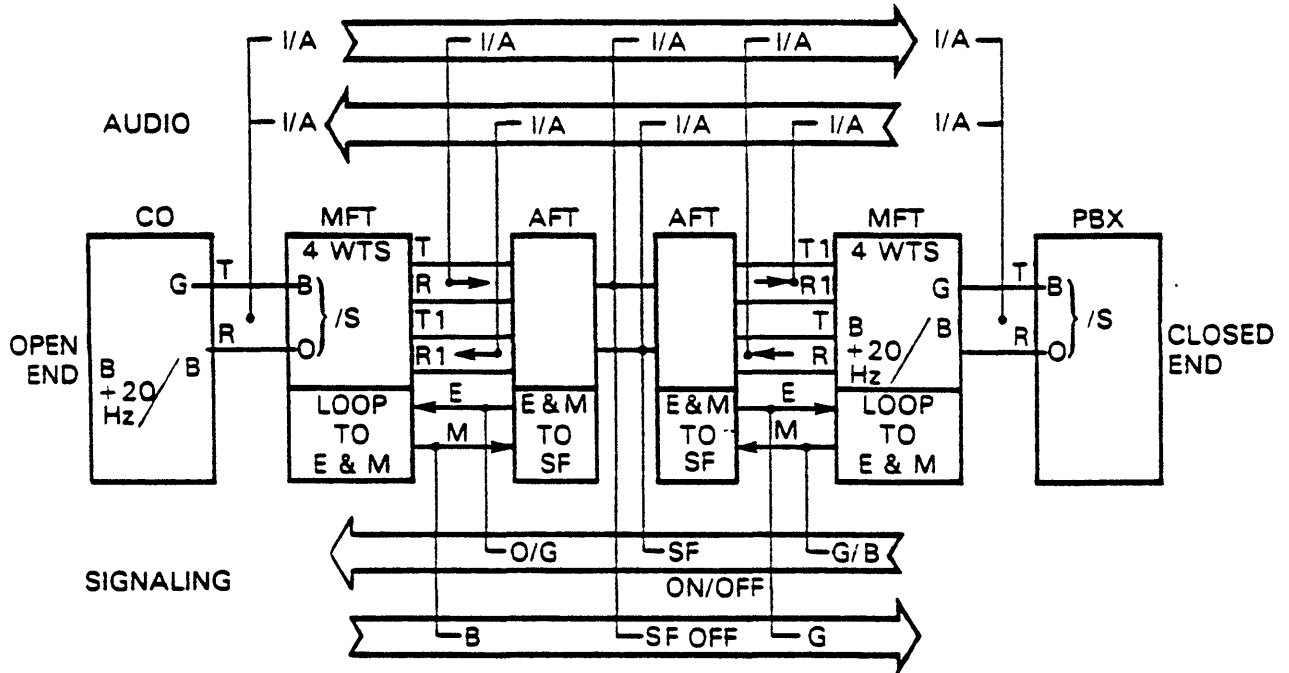 I/A I/A I/A I/A I/A
AUDIO I/A I/A I/A I/A I/A
CO MFT AFT AFT MFT PBX
4 WTS T T1 4 WTS
G T B R R1 G T B
/S T1 T /S
OPEN END
R O R1 R R O
B +20 Hz / B
B +20 Hz / B
CLOSED END
LOOP TO E & M
E
M
E & M TO SF
E & M TO SF
E
M
LOOP TO E & M
O/G SF G/B
SIGNALING ON/OFF
B SF OFF G